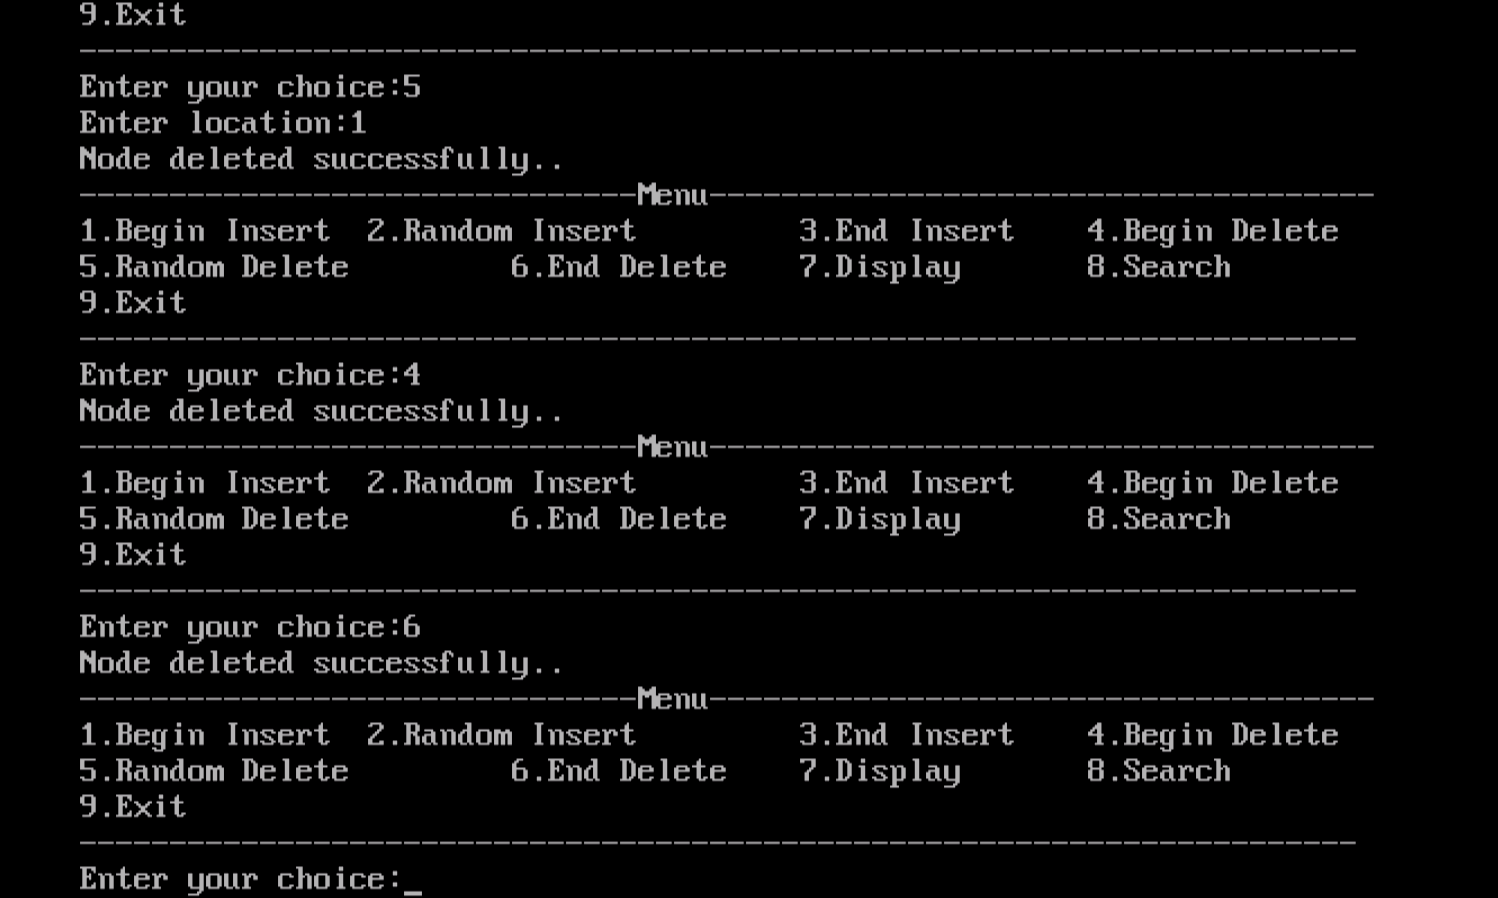 9.Exit
-----------------------------------------------------------------------
Enter your choice:5
Enter location:1
Node deleted successfully..
-------------------------------Menu-------------------------------------
1.Begin Insert  2.Random Insert         3.End Insert    4.Begin Delete
5.Random Delete         6.End Delete    7.Display       8.Search
9.Exit
-----------------------------------------------------------------------
Enter your choice:4
Node deleted successfully..
-------------------------------Menu-------------------------------------
1.Begin Insert  2.Random Insert         3.End Insert    4.Begin Delete
5.Random Delete         6.End Delete    7.Display       8.Search
9.Exit
-----------------------------------------------------------------------
Enter your choice:6
Node deleted successfully..
-------------------------------Menu-------------------------------------
1.Begin Insert  2.Random Insert         3.End Insert    4.Begin Delete
5.Random Delete         6.End Delete    7.Display       8.Search
9.Exit
-----------------------------------------------------------------------
Enter your choice:_